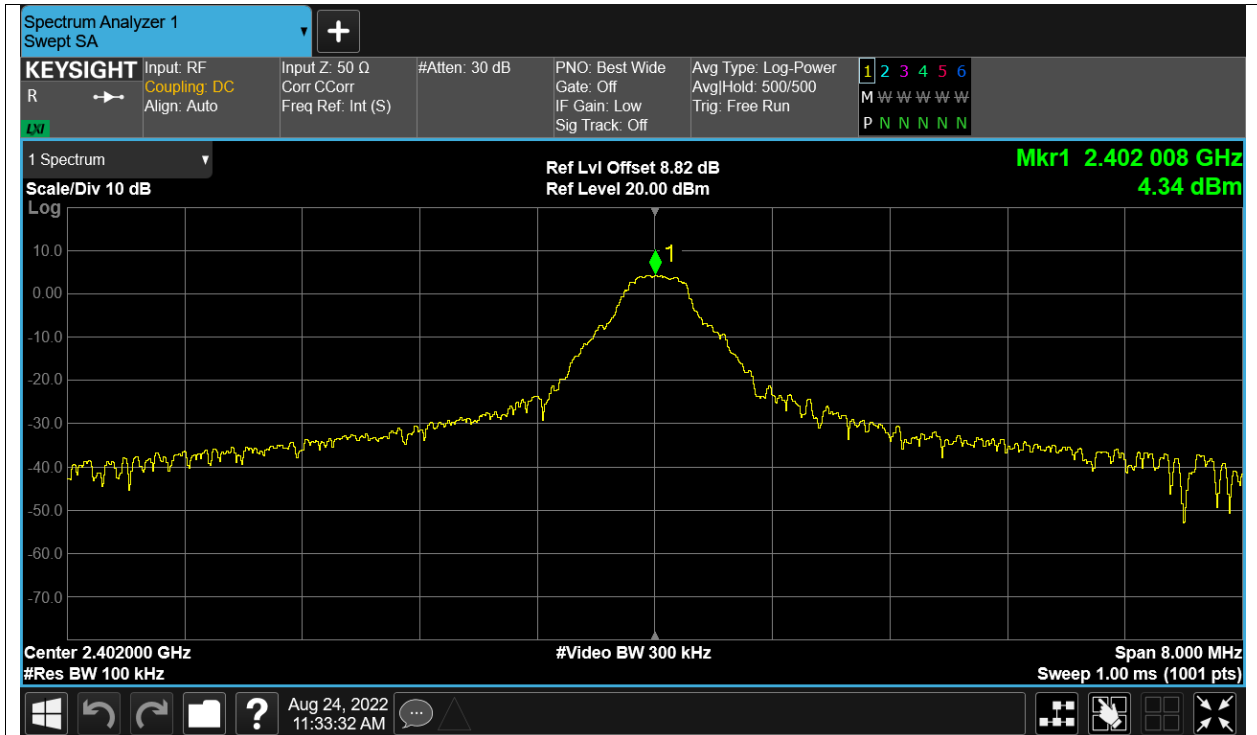 Spectrum Analyzer 1
Swept SA
+
KEYSIGHT
R
LXI
Input: RF
Coupling: DC
Align: Auto
Input Z: 50 Ω
Corr CCorr
Freq Ref: Int (S)
#Atten: 30 dB
PNO: Best Wide
Gate: Off
IF Gain: Low
Sig Track: Off
Avg Type: Log-Power
Avg|Hold: 500/500
Trig: Free Run
1 2 3 4 5 6
M W W W W W
P N N N N N N
1 Spectrum
Scale/Div 10 dB
Ref Lvl Offset 8.82 dB
Ref Level 20.00 dBm
Mkr1 2.402 008 GHz
4.34 dBm
Log
10.0
0.00
-10.0
-20.0
-30.0
-40.0
-50.0
-60.0
-70.0
1
Center 2.402000 GHz
#Res BW 100 kHz
#Video BW 300 kHz
Span 8.000 MHz
Sweep 1.00 ms (1001 pts)
?
Aug 24, 2022
11:33:32 AM